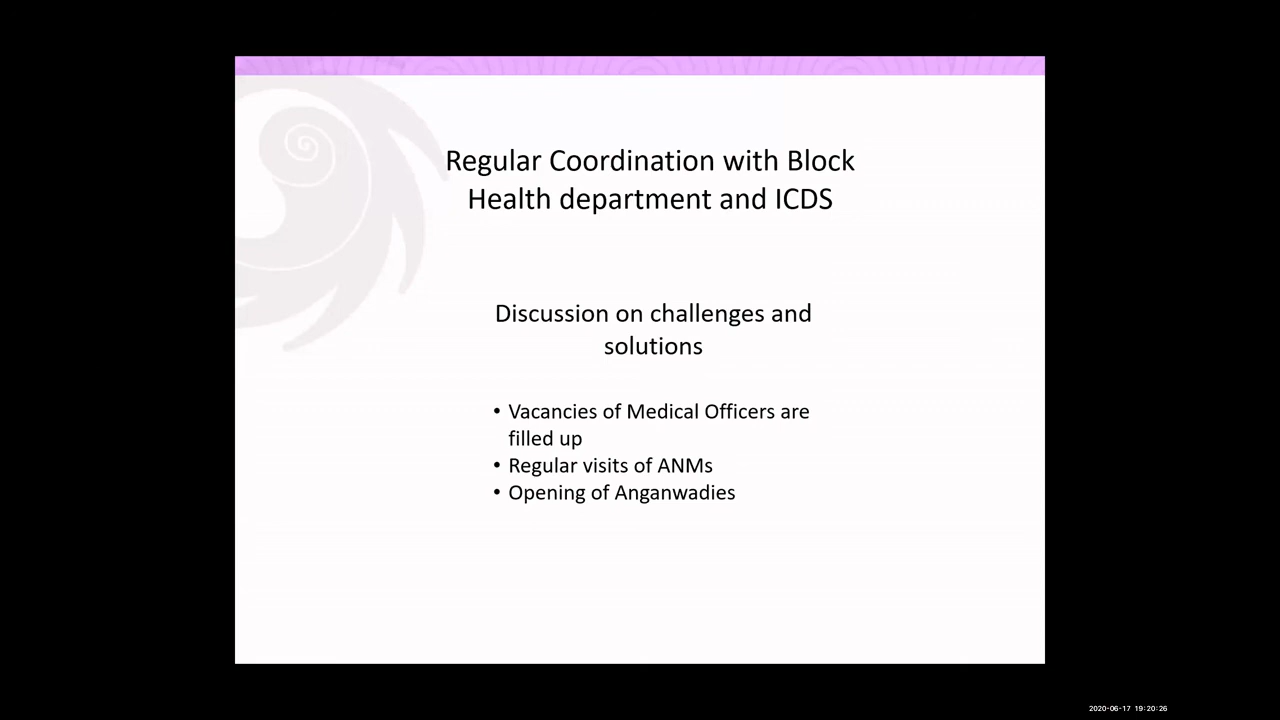 Regular Coordination with Block
Health department and ICDS
Discussion on challenges and
solutions
• Vacancies of Medical Officers are
filled up
• Regular visits of ANMs
• Opening of Anganwadies
2020-06-17 19:20:26